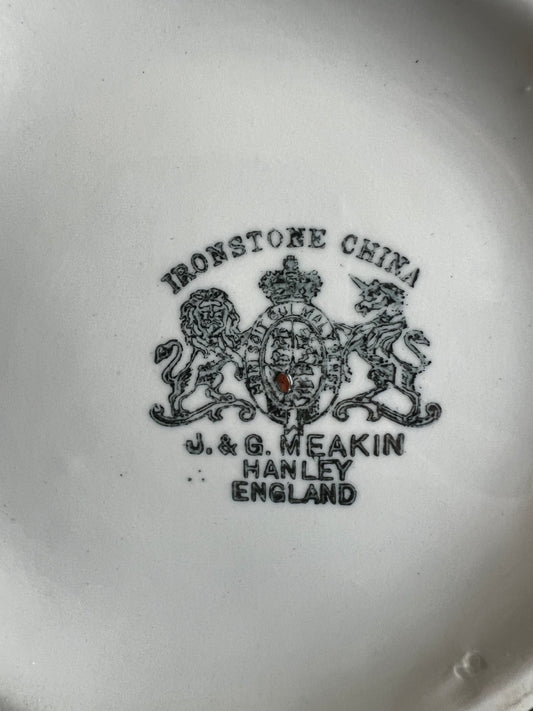 IRONSTONE CHINA
J. & G. MEAKIN
HANLEY
ENGLAND